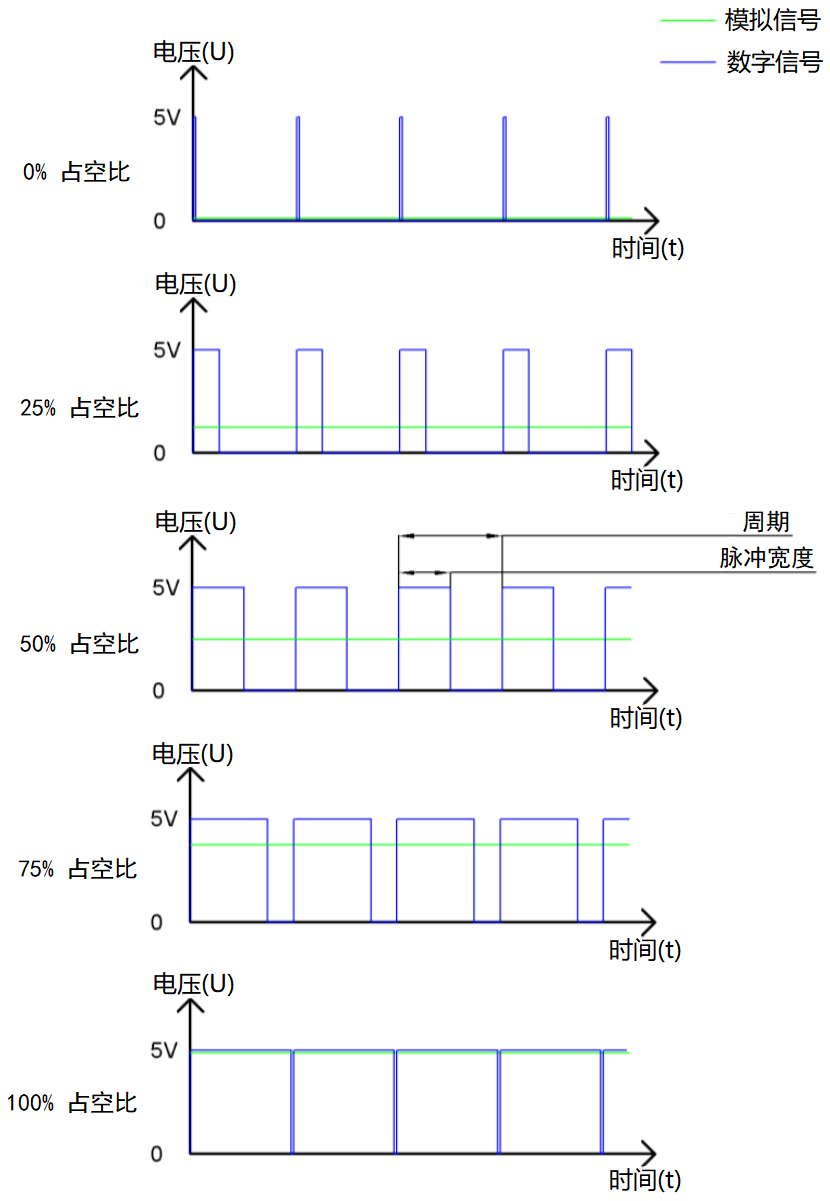 模拟信号
数字信号
电压(U)
5V
0% 占空比
0
时间(t)
电压(U)
5V
25% 占空比
0
时间(t)
电压(U)
周期
脉冲宽度
5V
50% 占空比
0
时间(t)
电压(U)
5V
75% 占空比
0
时间(t)
电压(U)
5V
100% 占空比
0
时间(t)